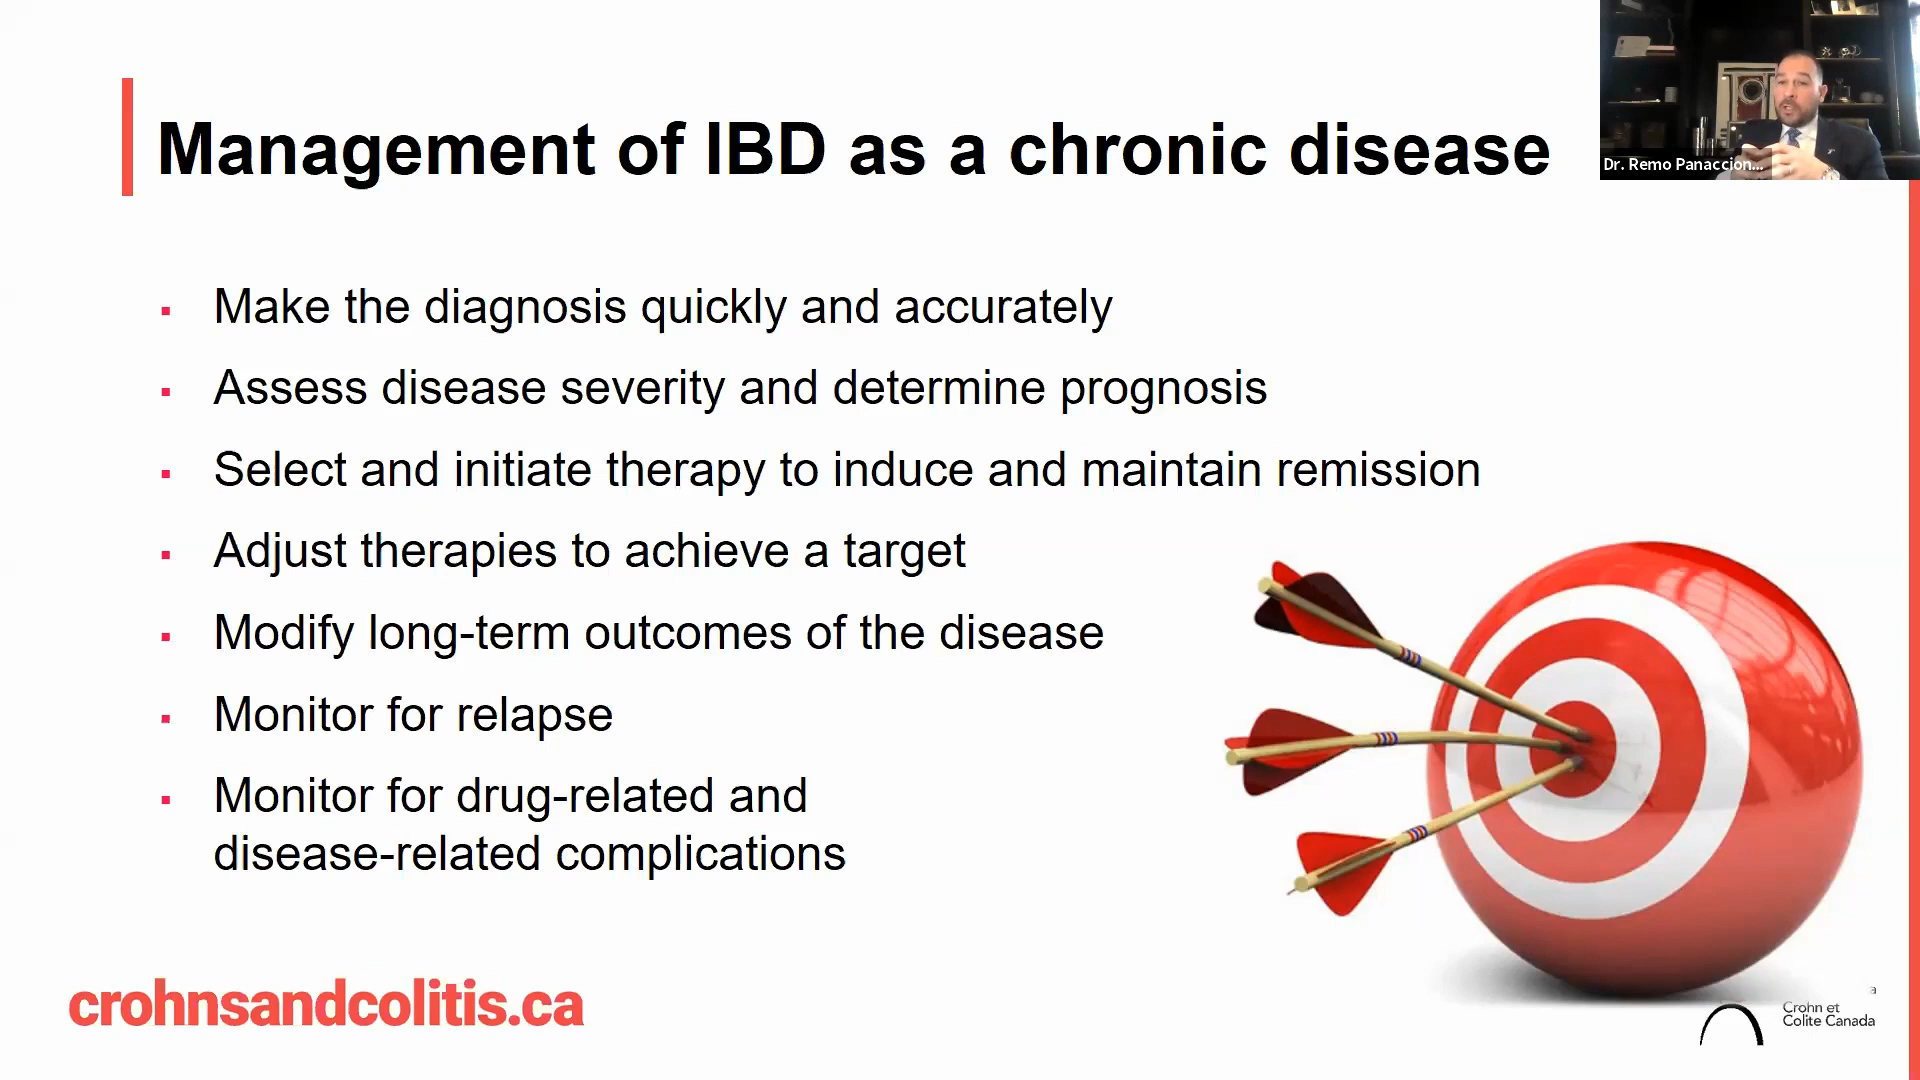 Management of IBD as a chronic disease
Dr. Remo Panaccion...
Make the diagnosis quickly and accurately
Assess disease severity and determine prognosis
Select and initiate therapy to induce and maintain remission
Adjust therapies to achieve a target
Modify long-term outcomes of the disease
Monitor for relapse
Monitor for drug-related and
disease-related complications
crohnsandcolitis.ca
a
Crohn et
Colite Canada